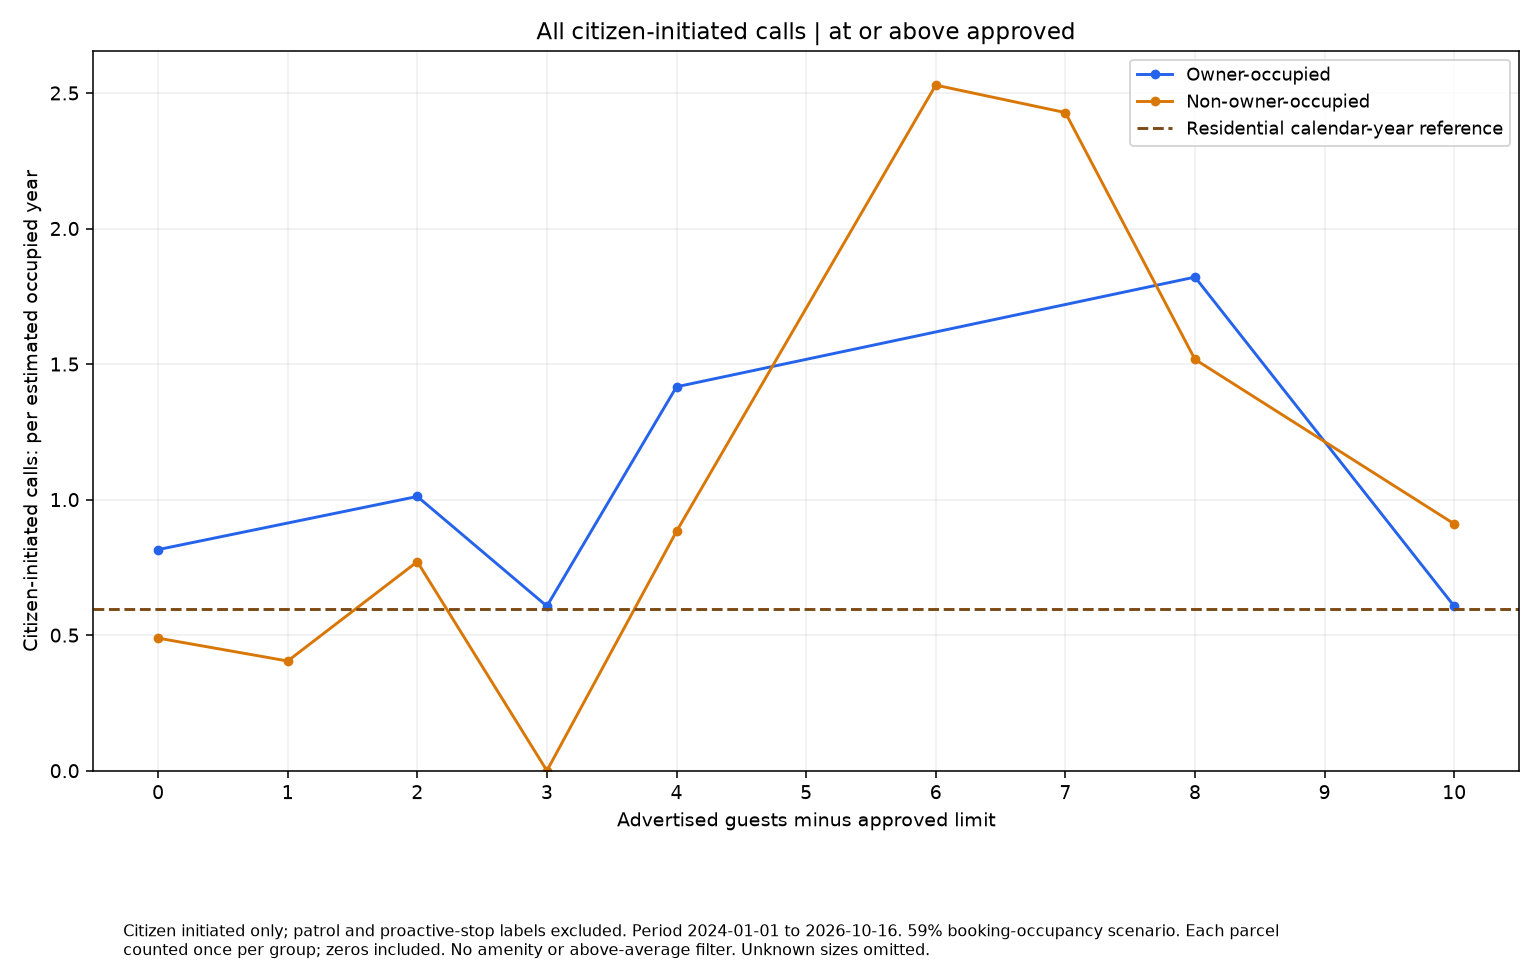 All citizen-initiated calls | at or above approved
Owner-occupied
Non-owner-occupied
Residential calendar-year reference
Citizen-initiated calls: per estimated occupied year
2.5
2.0
1.5
1.0
0.5
0.0
0 1 2 3 4 5 6 7 8 9 10
Advertised guests minus approved limit
Citizen initiated only; patrol and proactive-stop labels excluded. Period 2024-01-01 to 2026-10-16. 59% booking-occupancy scenario. Each parcel
counted once per group; zeros included. No amenity or above-average filter. Unknown sizes omitted.